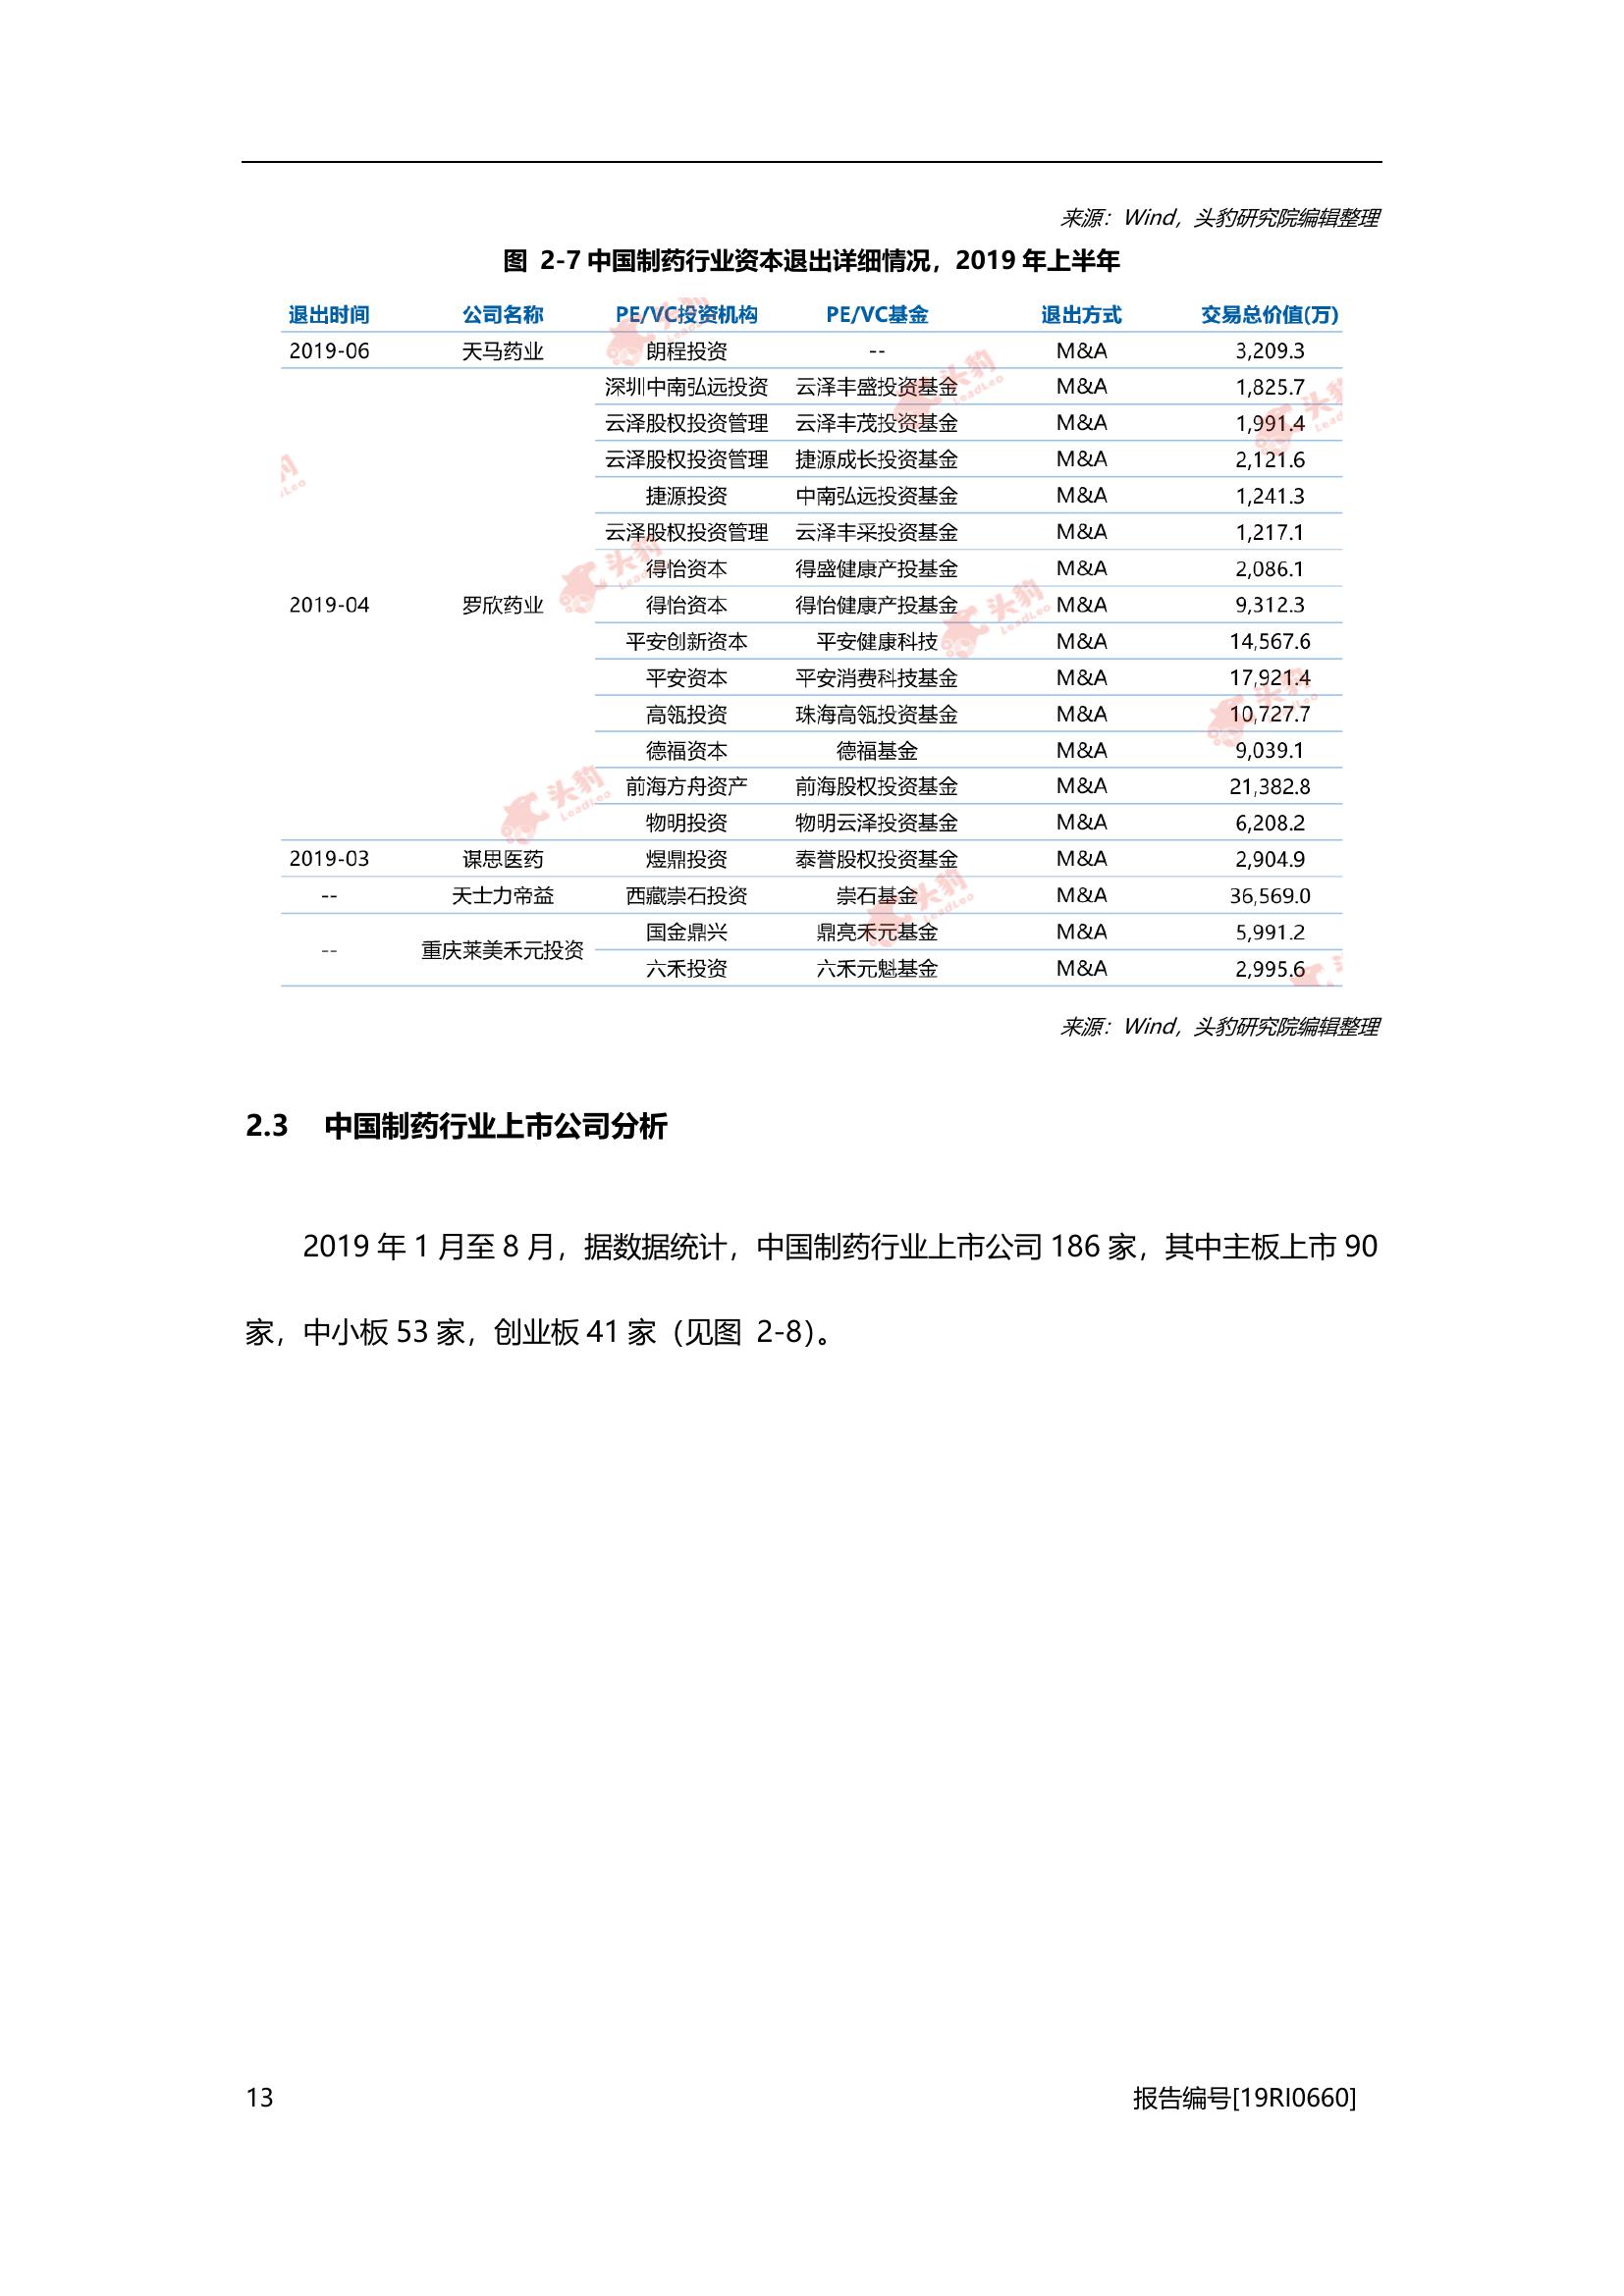 来源：Wind，头豹研究院编辑整理
图 2-7 中国制药行业资本退出详细情况，2019 年上半年
退出时间 公司名称 PE/VC投资机构 PE/VC基金 退出方式 交易总价值(万)
2019-06 天马药业 朗程投资 -- M&A 3,209.3
深圳中南弘远投资 云泽丰盛投资基金 M&A 1,825.7
云泽股权投资管理 云泽丰茂投资基金 M&A 1,991.4
云泽股权投资管理 捷源成长投资基金 M&A 2,121.6
捷源投资 中南弘远投资基金 M&A 1,241.3
云泽股权投资管理 云泽丰采投资基金 M&A 1,217.1
得怡资本 得盛健康产投基金 M&A 2,086.1
2019-04 罗欣药业 得怡资本 得怡健康产投基金 M&A 9,312.3
平安创新资本 平安健康科技 M&A 14,567.6
平安资本 平安消费科技基金 M&A 17,921.4
高瓴投资 珠海高瓴投资基金 M&A 10,727.7
德福资本 德福基金 M&A 9,039.1
前海方舟资产 前海股权投资基金 M&A 21,382.8
物明投资 物明云泽投资基金 M&A 6,208.2
2019-03 谋思医药 煜鼎投资 泰誉股权投资基金 M&A 2,904.9
-- 天士力帝益 西藏崇石投资 崇石基金 M&A 36,569.0
国金鼎兴 鼎亮禾元基金 M&A 5,991.2
-- 重庆莱美禾元投资
六禾投资 六禾元魁基金 M&A 2,995.6
来源：Wind，头豹研究院编辑整理
2.3 中国制药行业上市公司分析
2019 年 1 月至 8 月，据数据统计，中国制药行业上市公司 186 家，其中主板上市 90
家，中小板 53 家，创业板 41 家（见图 2-8）。
13 报告编号[19RI0660]